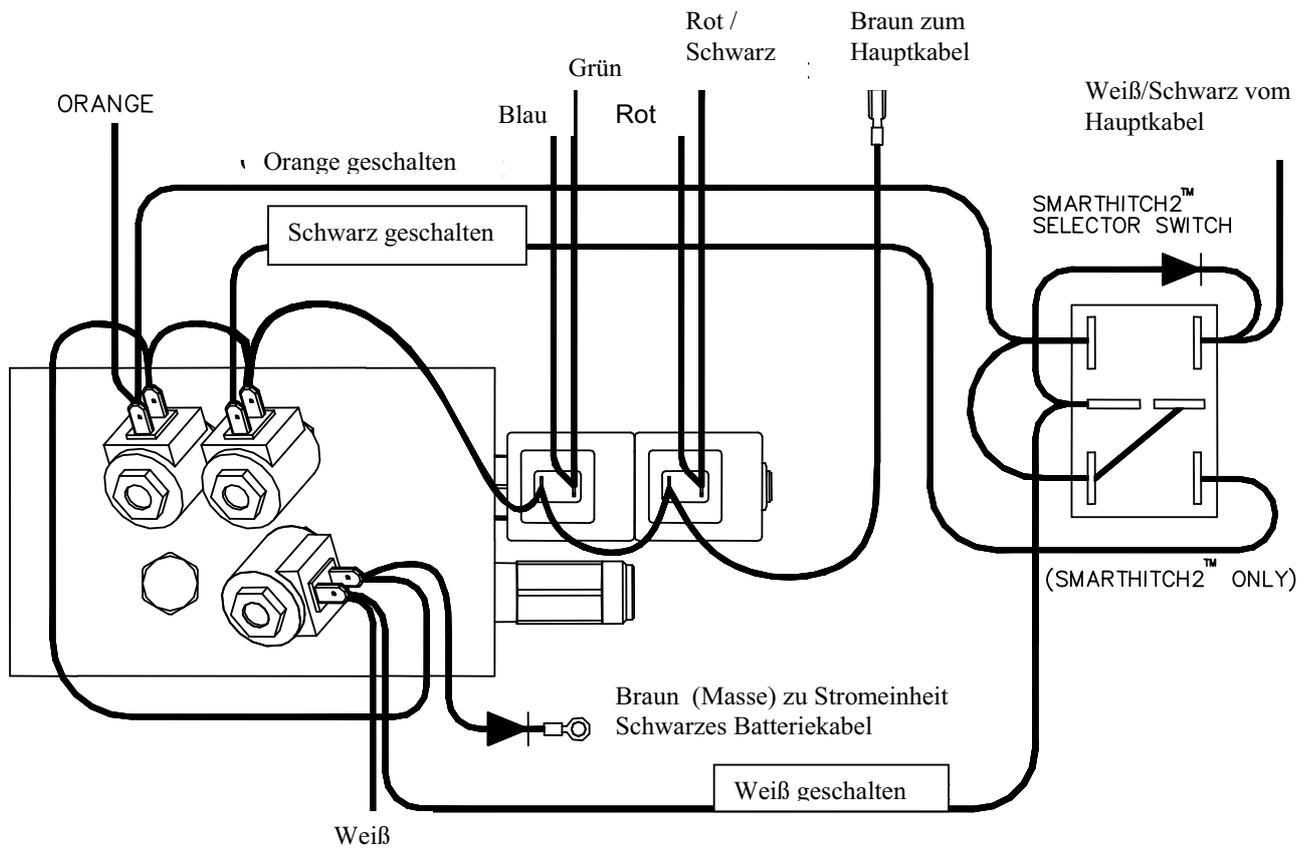 Rot /
Schwarz
Braun zum
Hauptkabel
Grün
Weiß/Schwarz vom
Hauptkabel
ORANGE
Blau
Rot
Orange geschalten
SMARTHITCH2™
SELECTOR SWITCH
Schwarz geschalten
(SMARTHITCH2™ ONLY)
Braun (Masse) zu Stromeinheit
Schwarzes Batteriekabel
Weiß geschalten
Weiß